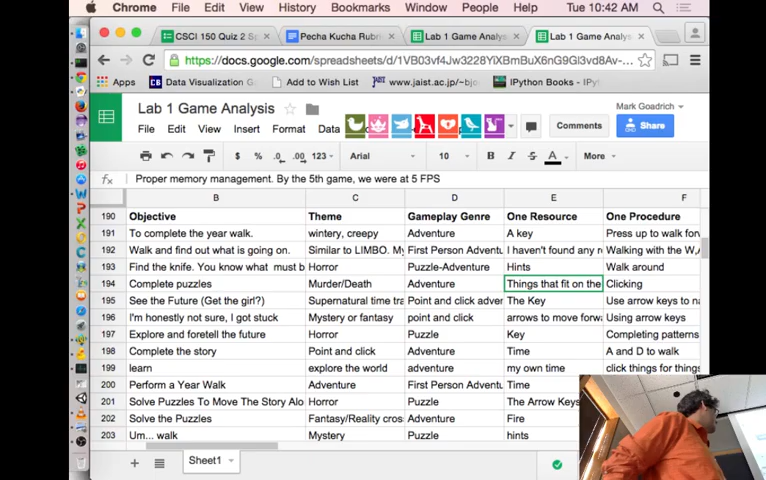 Chrome File Edit View History Bookmarks Window People Help Tue 10:42 AM
CSCI 150 Quiz 2 S Pecha Kucha Rubri Lab 1 Game Analys Lab 1 Game Analys
https://docs.google.com/spreadsheets/d/1VB03vf4Jw3228YiXBmBuX6nG9Gl3vd8Av-...
Apps Data Visualization CB Add to Wish List www.jaist.ac.jp/~bjo IPython Books - IPy
Lab 1 Game Analysis Mark Goadrich
File Edit View Insert Format Data Comments Share
$ % .0 .00 123 Arial 10 B I S A More
fx Proper memory management. By the 5th game, we were at 5 FPS
B C D E F
190 Objective Theme Gameplay Genre One Resource One Procedure
191 To complete the year walk. wintery, creepy Adventure A key Press up to walk forw
192 Walk and find out what is going on. Similar to LIMBO. My First Person Adventu I haven't found any r Walking with the W,A
193 Find the knife. You know what must b Horror Puzzle-Adventure Hints Walk around
194 Complete puzzles Murder/Death Adventure Things that fit on the Clicking
195 See the Future (Get the girl?) Supernatural time tra Point and click adver The Key Use arrow keys to na
196 I'm honestly not sure, I got stuck Mystery or fantasy point and click arrows to move forwa Using arrow keys
197 Explore and foretell the future Horror Puzzle Key Completing patterns
198 Complete the story Point and click Adventure Time A and D to walk
199 learn explore the world adventure my own time click things for things
200 Perform a Year Walk Adventure First Person Adventu Time
201 Solve Puzzles To Move The Story Alo Horror Puzzle The Arrow Keys
202 Solve the Puzzles Fantasy/Reality cros Adventure Fire
203 Um... walk Mystery Puzzle hints
Sheet1